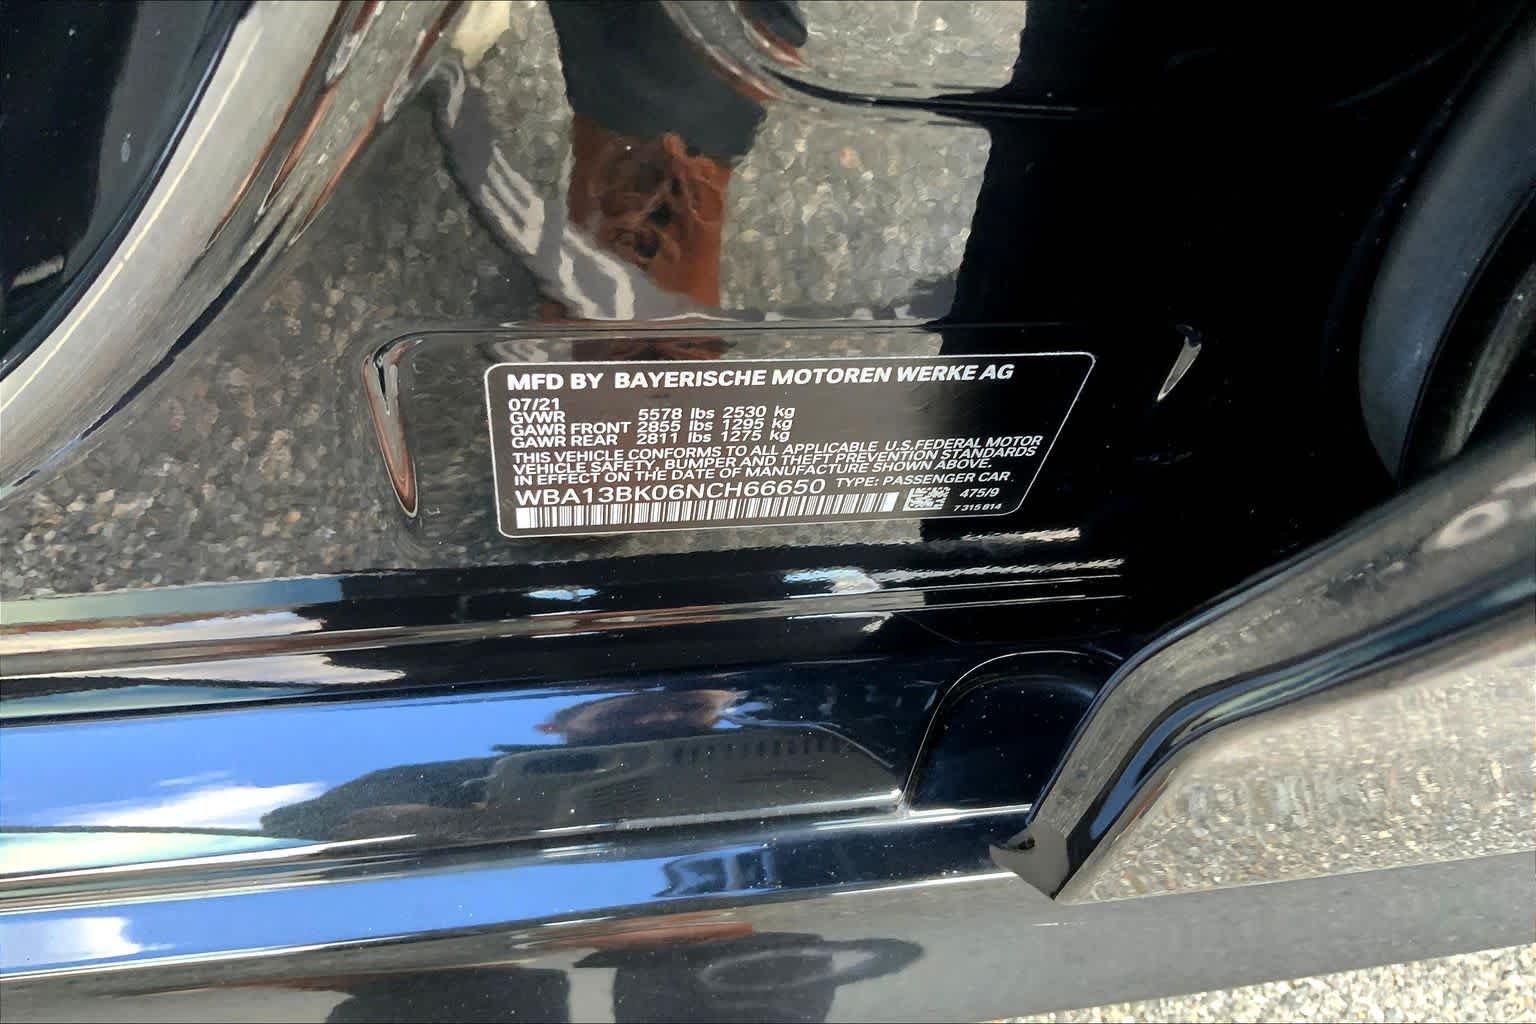 MFD BY BAYERISCHE MOTOREN WERKE AG
07/21
GVWR 5578 lbs 2530 kg
GAWR FRONT 2855 lbs 1295 kg
GAWR REAR 2811 lbs 1275 kg
THIS VEHICLE CONFORMS TO ALL APPLICABLE U.S.FEDERAL MOTOR
VEHICLE SAFETY, BUMPER AND THEFT PREVENTION STANDARDS
IN EFFECT ON THE DATE OF MANUFACTURE SHOWN ABOVE.
WBA13BK06NCH66650 TYPE: PASSENGER CAR
475/9
7 315 814